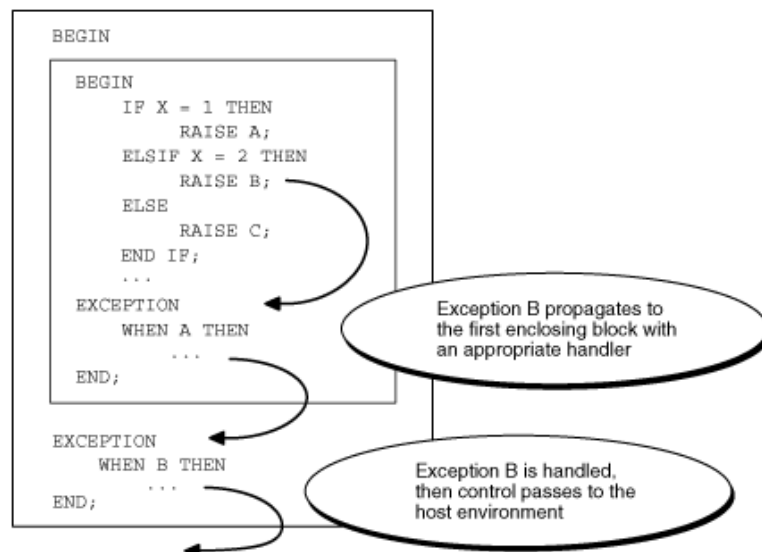 BEGIN
BEGIN
IF X = 1 THEN
RAISE A;
ELSIF X = 2 THEN
RAISE B;
ELSE
RAISE C;
END IF;
...
EXCEPTION
WHEN A THEN
...
END;
EXCEPTION
WHEN B THEN
...
END;
Exception B propagates to
the first enclosing block with
an appropriate handler
Exception B is handled,
then control passes to the
host environment